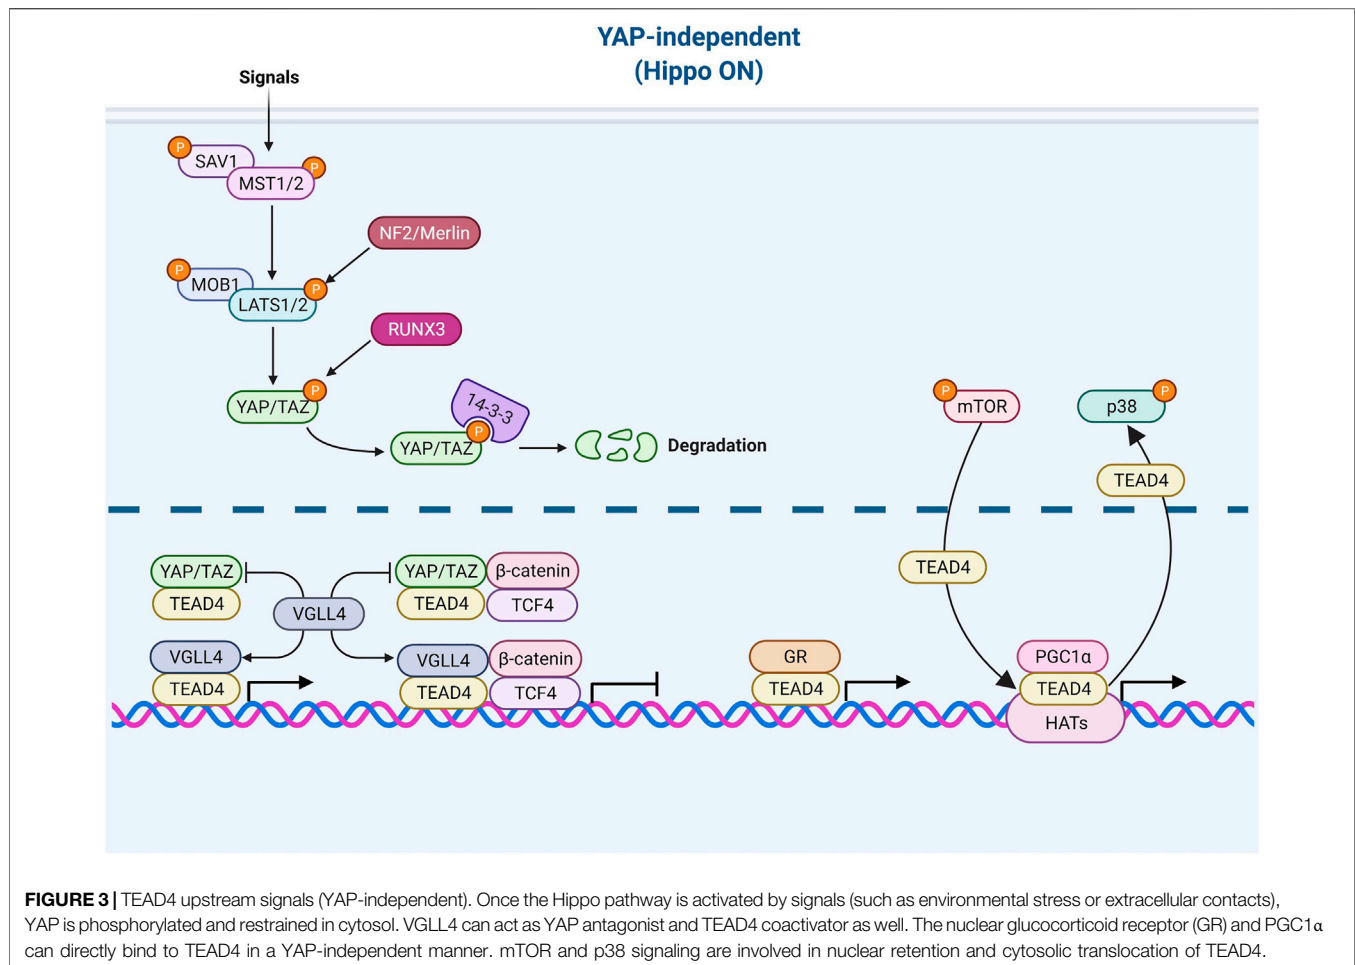 YAP-independent
(Hippo ON)
Signals
P
SAV1
P
MST1/2
NF2/Merlin
P
MOB1
P
LATS1/2
RUNX3
P
YAP/TAZ
14-3-3
P
YAP/TAZ
Degradation
P
mTOR
P
p38
TEAD4
TEAD4
YAP/TAZ
TEAD4
VGLL4
YAP/TAZ
β-catenin
TEAD4
TCF4
VGLL4
TEAD4
VGLL4
β-catenin
TEAD4
TCF4
GR
TEAD4
PGC1α
TEAD4
HATs
FIGURE 3 | TEAD4 upstream signals (YAP-independent). Once the Hippo pathway is activated by signals (such as environmental stress or extracellular contacts),
YAP is phosphorylated and restrained in cytosol. VGLL4 can act as YAP antagonist and TEAD4 coactivator as well. The nuclear glucocorticoid receptor (GR) and PGC1α
can directly bind to TEAD4 in a YAP-independent manner. mTOR and p38 signaling are involved in nuclear retention and cytosolic translocation of TEAD4.